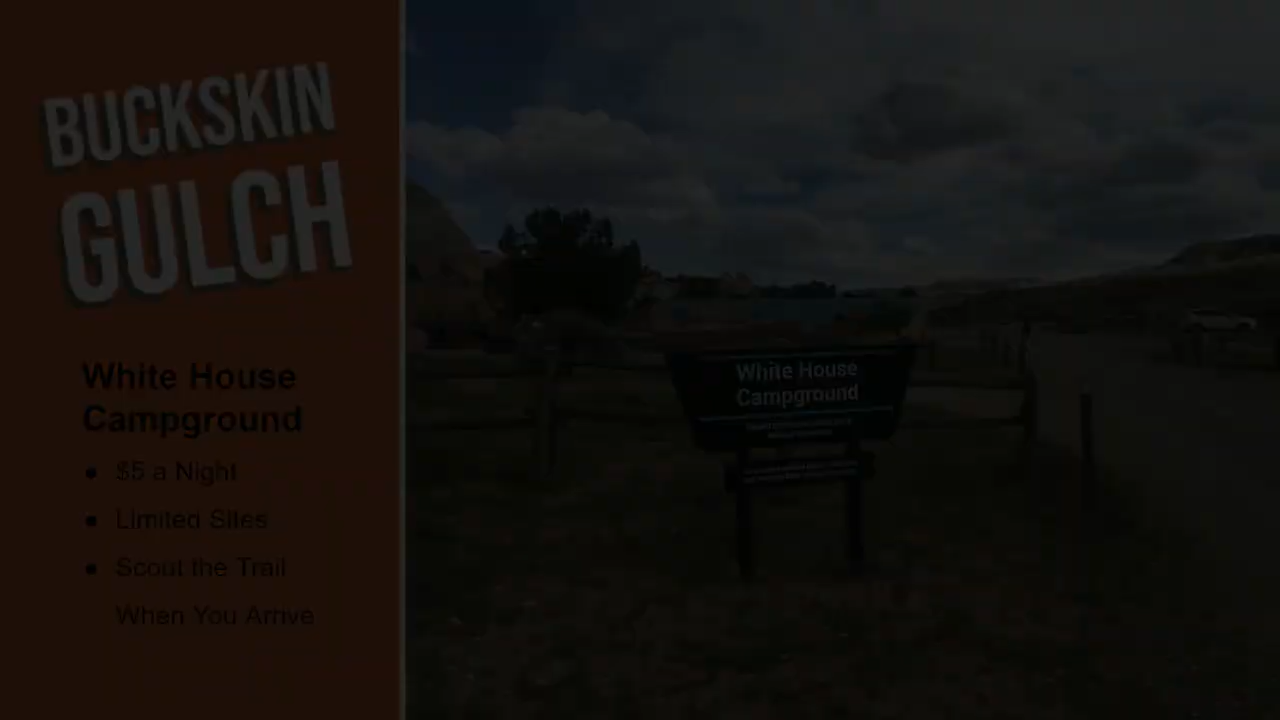 BUCKSKIN
GULCH
White House
Campground
$5 a Night
Limited Sites
Scout the Trail
When You Arrive
White House
Campground